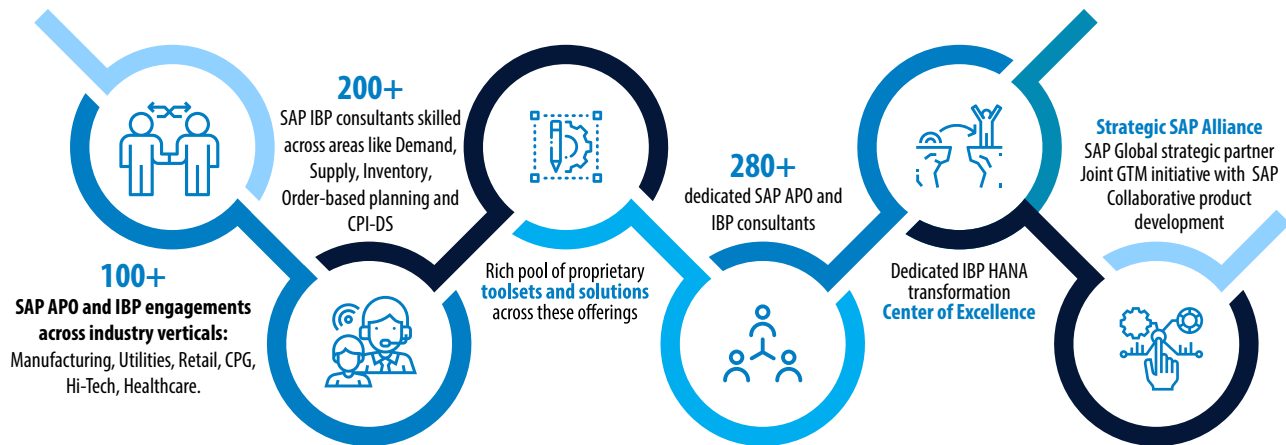 100+
SAP APO and IBP engagements
across industry verticals:
Manufacturing, Utilities, Retail, CPG,
Hi-Tech, Healthcare.
200+
SAP IBP consultants skilled
across areas like Demand,
Supply, Inventory,
Order-based planning and
CPI-DS
Rich pool of proprietary
toolsets and solutions
across these offerings
280+
dedicated SAP APO and
IBP consultants
Dedicated IBP HANA
transformation
Center of Excellence
Strategic SAP Alliance
SAP Global strategic partner
Joint GTM initiative with SAP
Collaborative product
development